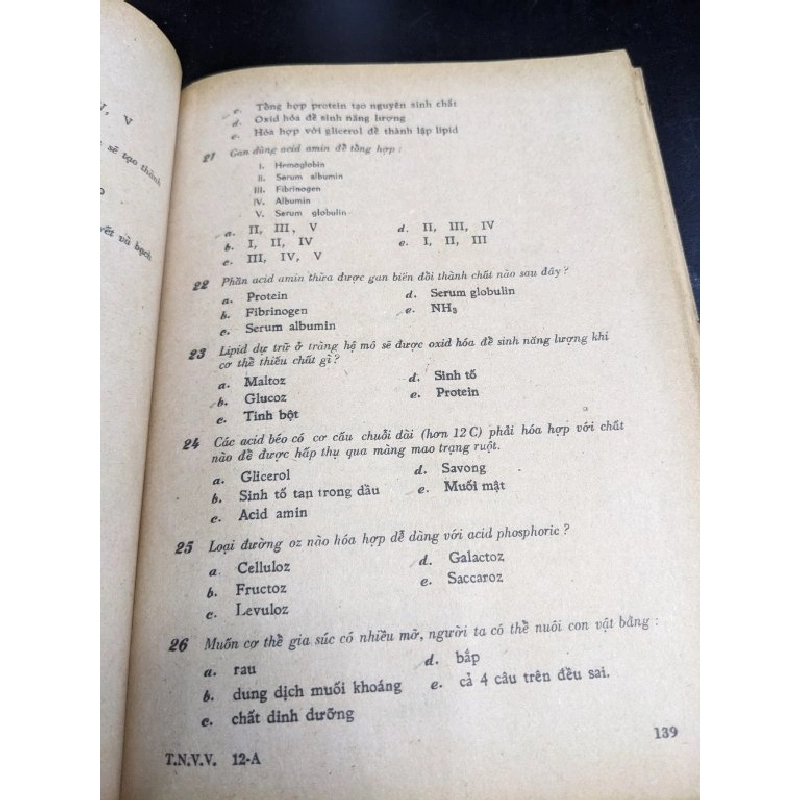 V, V
sẽ tạo thành
o
vết và bạch
c. Tổng hợp protein tạo nguyên sinh chất
d. Oxid hóa để sinh năng lượng
e. Hóa hợp với glicerol để thành lập lipid
21 Gan dùng acid amin để tổng hợp :
I. Hemoglobin
II. Serum albumin
III. Fibrinogen
IV. Albumin
V. Serum globulin
a. II, III, V d. II, III, IV
b. I, II, IV e. I, II, III
c. III, IV, V
22 Phần acid amin thừa được gan biến đổi thành chất nào sau đây ?
a. Protein d. Serum globulin
b. Fibrinogen e. NH₃
c. Serum albumin
23 Lipid dự trữ ở trăng hệ mô sẽ được oxid hóa để sinh năng lượng khi
cơ thể thiếu chất gì ?
a. Maltoz d. Sinh tố
b. Glucoz e. Protein
c. Tinh bột
24 Các acid béo có cơ cấu chuỗi dài (hơn 12C) phải hóa hợp với chất
nào để được hấp thụ qua màng mao trạng ruột.
a. Glicerol d. Savong
b. Sinh tố tan trong dầu e. Muối mật
c. Acid amin
25 Loại đường oz nào hóa hợp dễ dàng với acid phosphoric ?
a Celluloz d. Galactoz
b. Fructoz e. Saccaroz
c. Levuloz
26 Muốn cơ thể gia súc có nhiều mỡ, người ta có thể nuôi con vật bằng :
a. rau d. bắp
b. dung dịch muối khoáng e. cả 4 câu trên đều sai.
c. chất dinh dưỡng
139
T.N.V.V. 12-A